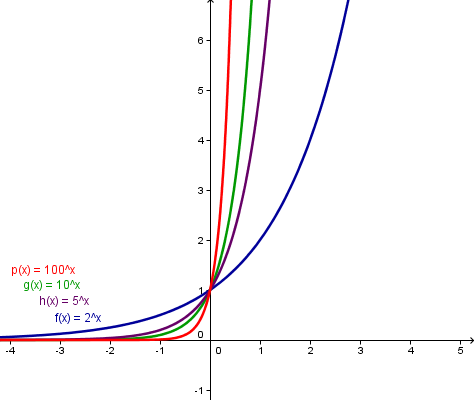 6
5
4
3
2
1
p(x) = 100^x
g(x) = 10^x
h(x) = 5^x
f(x) = 2^x
0
-4 -3 -2 -1 0 1 2 3 4 5
-1